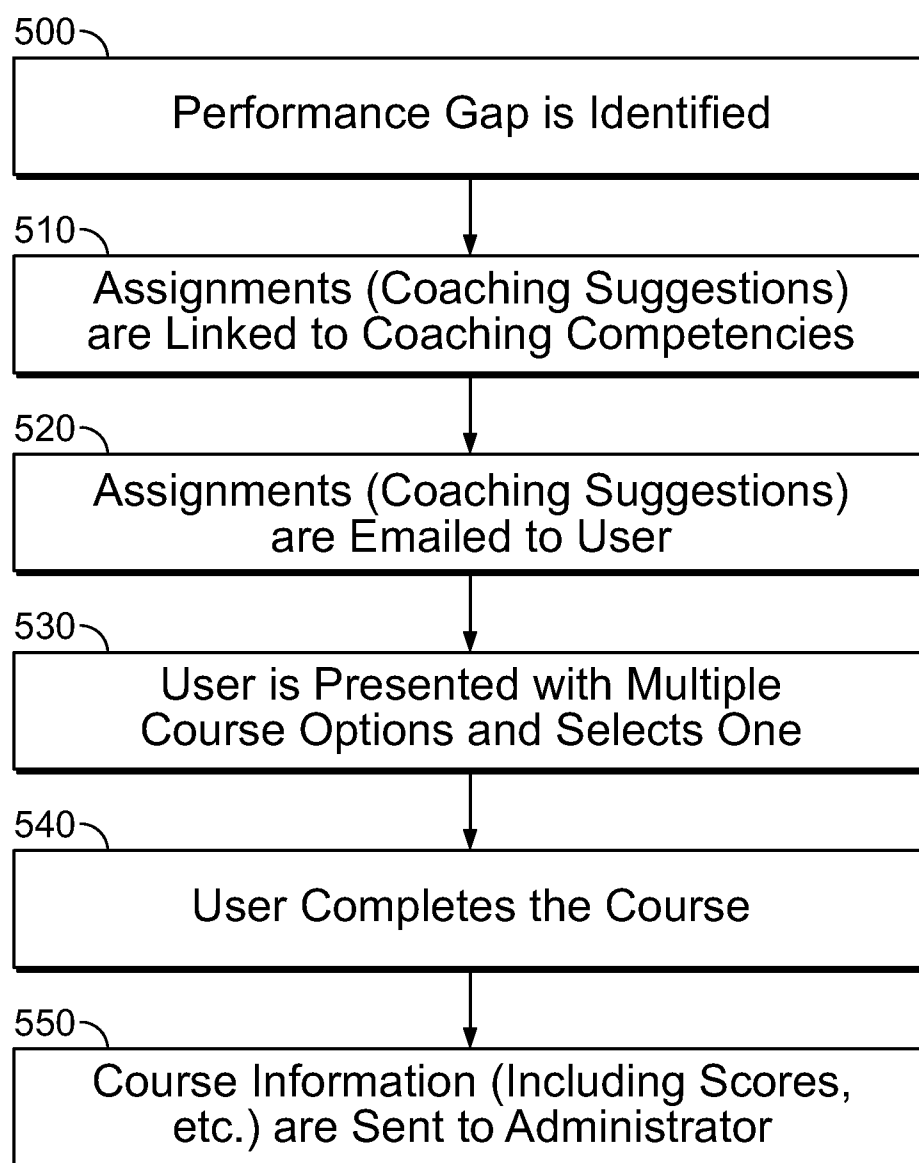 500
Performance Gap is Identified
510
Assignments (Coaching Suggestions)
are Linked to Coaching Competencies
520
Assignments (Coaching Suggestions)
are Emailed to User
530
User is Presented with Multiple
Course Options and Selects One
540
User Completes the Course
550
Course Information (Including Scores,
etc.) are Sent to Administrator